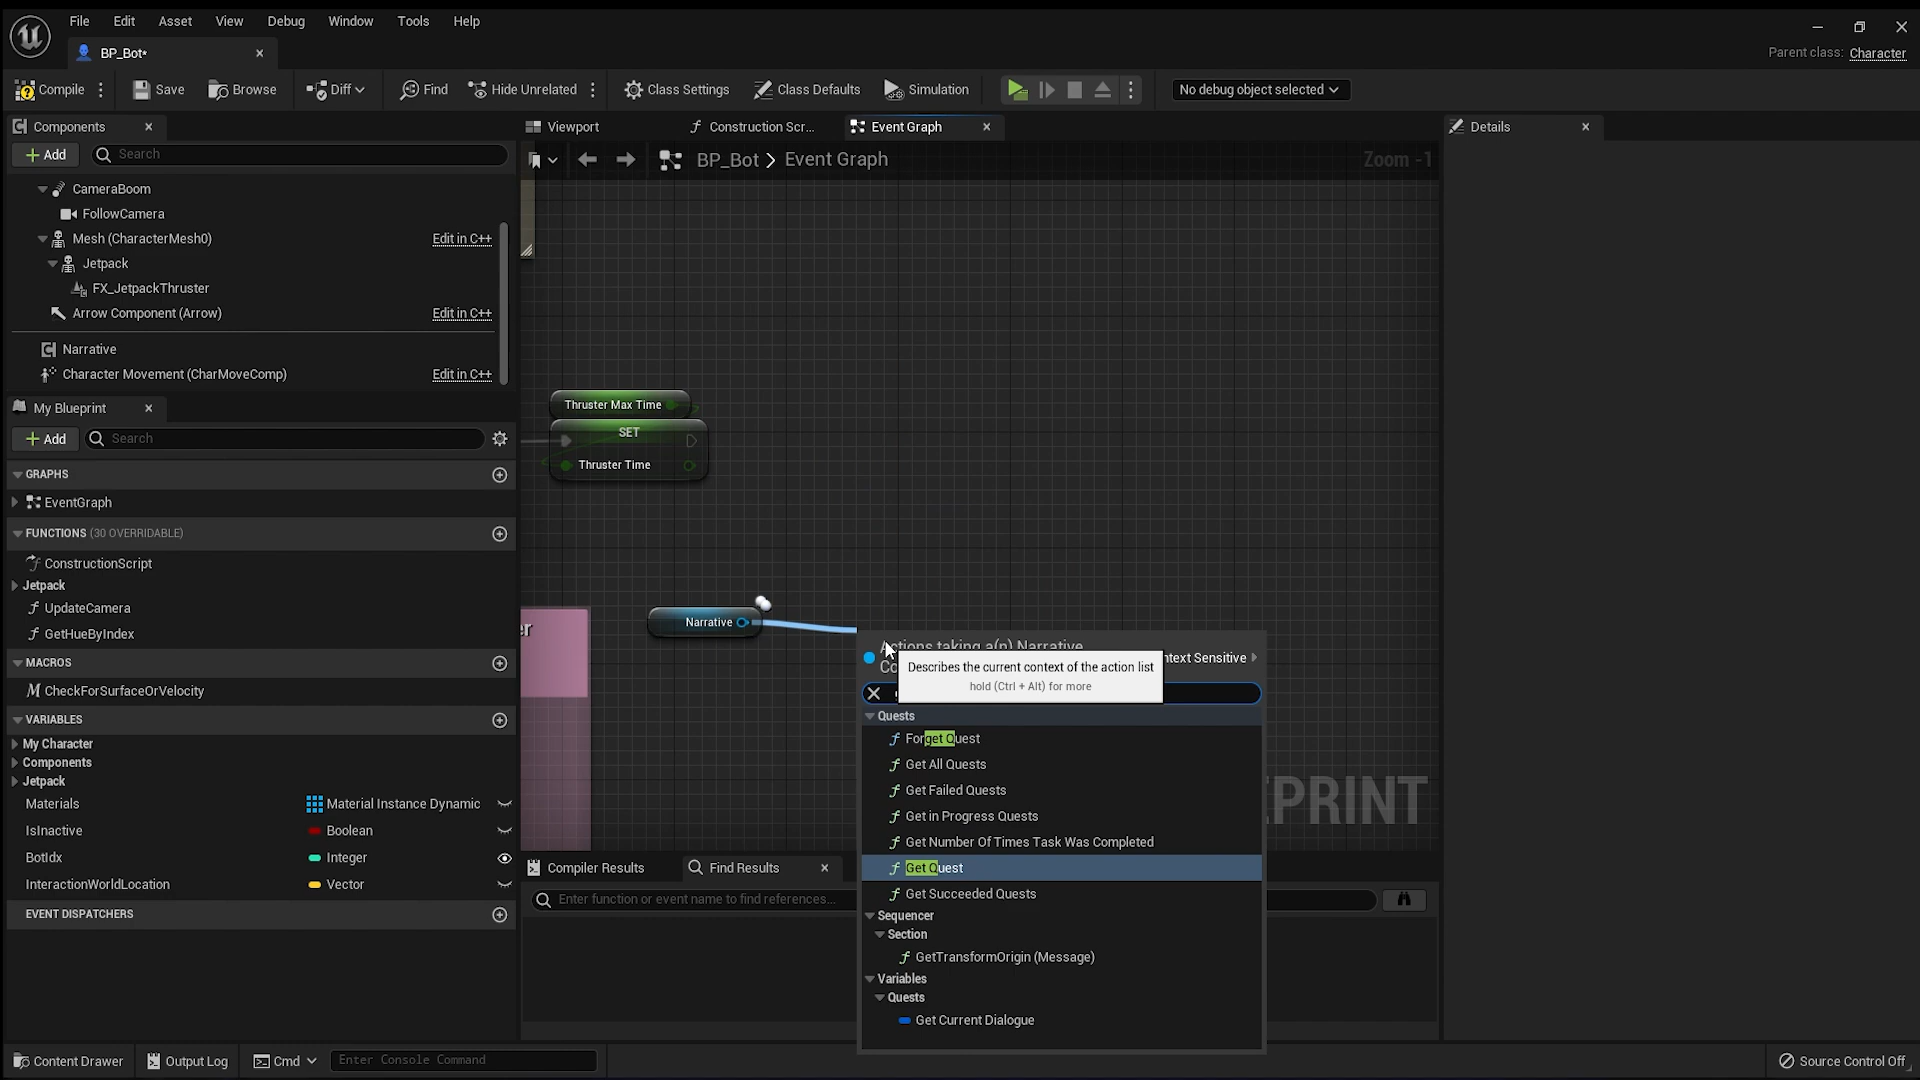 File Edit Asset View Debug Window Tools Help
BP_Bot*
Parent class: Character
Compile Save Browse Diff Find Hide Unrelated Class Settings Class Defaults Simulation No debug object selected
Components Viewport Construction Scr... Event Graph Details
Add Search
BP_Bot > Event Graph Zoom -1
CameraBoom
FollowCamera
Mesh (CharacterMesh0) Edit in C++
Jetpack
FX_JetpackThruster
Arrow Component (Arrow) Edit in C++
Narrative
Character Movement (CharMoveComp) Edit in C++
My Blueprint
Add Search
GRAPHS
EventGraph
FUNCTIONS (30 OVERRIDABLE)
ConstructionScript
Jetpack
UpdateCamera
GetHueByIndex
MACROS
CheckForSurfaceOrVelocity
VARIABLES
My Character
Components
Jetpack
Materials Material Instance Dynamic
IsInactive Boolean
BotIdx Integer
InteractionWorldLocation Vector
EVENT DISPATCHERS
Thruster Max Time
SET
Thruster Time
er
Narrative
Actions taking a(n) Narrative
Co
text Sensitive
Describes the current context of the action list
hold (Ctrl + Alt) for more
Quests
Forget Quest
Get All Quests
Get Failed Quests
Get in Progress Quests
Get Number Of Times Task Was Completed
Get Quest
Get Succeeded Quests
Sequencer
Section
GetTransformOrigin (Message)
Variables
Quests
Get Current Dialogue
PRINT
Compiler Results Find Results
Enter function or event name to find references...
Content Drawer Output Log Cmd Enter Console Command Source Control Off